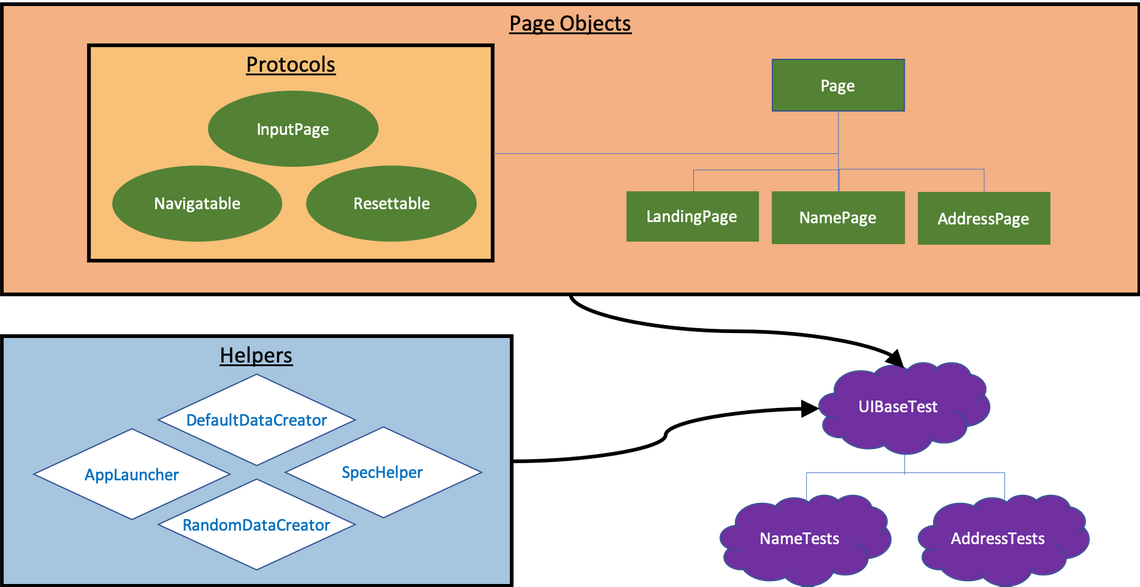 Page Objects
Protocols
InputPage
Navigatable
Resettable
Page
LandingPage
NamePage
AddressPage
Helpers
DefaultDataCreator
AppLauncher
SpecHelper
RandomDataCreator
UIBaseTest
NameTests
AddressTests